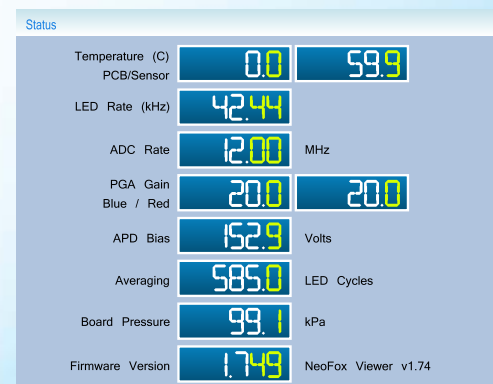 Status
Temperature (C)
PCB/Sensor 0.0 59.9
LED Rate (kHz) 42.44
ADC Rate 12.00 MHz
PGA Gain
Blue / Red 20.0 20.0
APD Bias 152.9 Volts
Averaging 585.0 LED Cycles
Board Pressure 99.1 kPa
Firmware Version 1.749 NeoFox Viewer v1.74